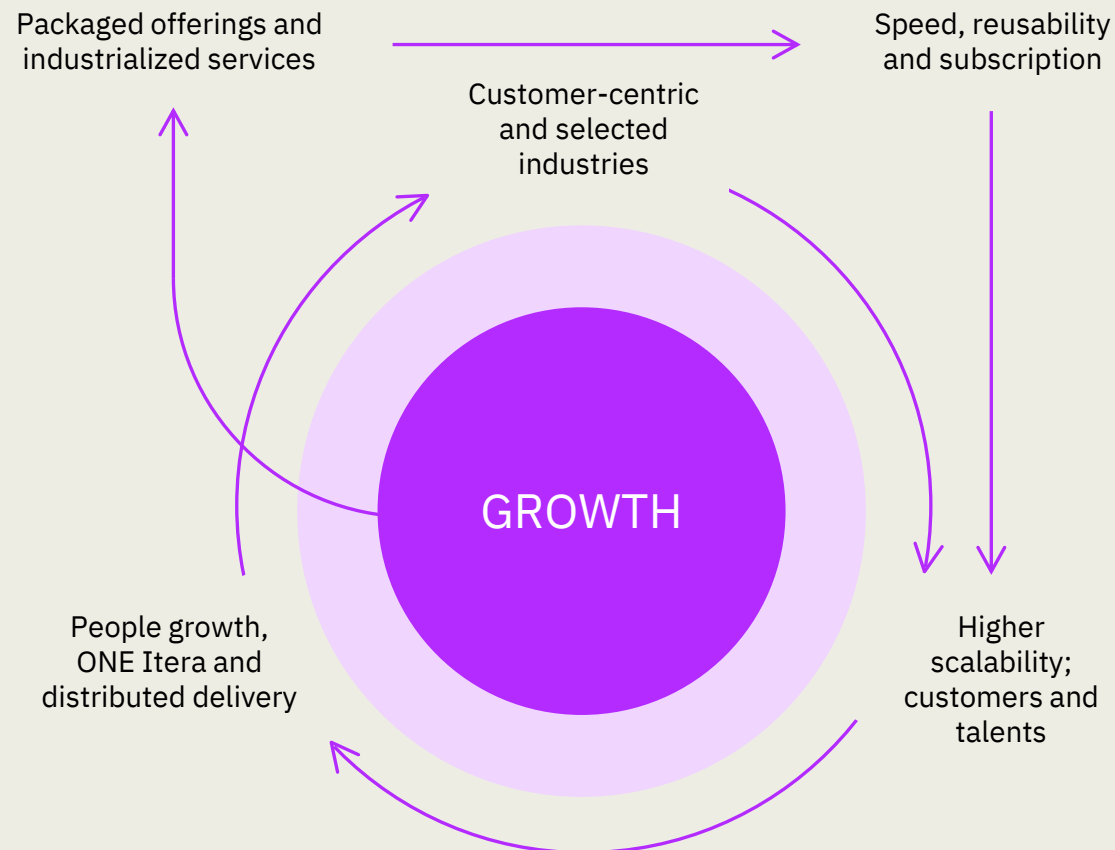 Packaged offerings and
industrialized services
Speed, reusability
and subscription
Customer-centric
and selected
industries
GROWTH
People growth,
ONE Itera and
distributed delivery
Higher
scalability;
customers and
talents